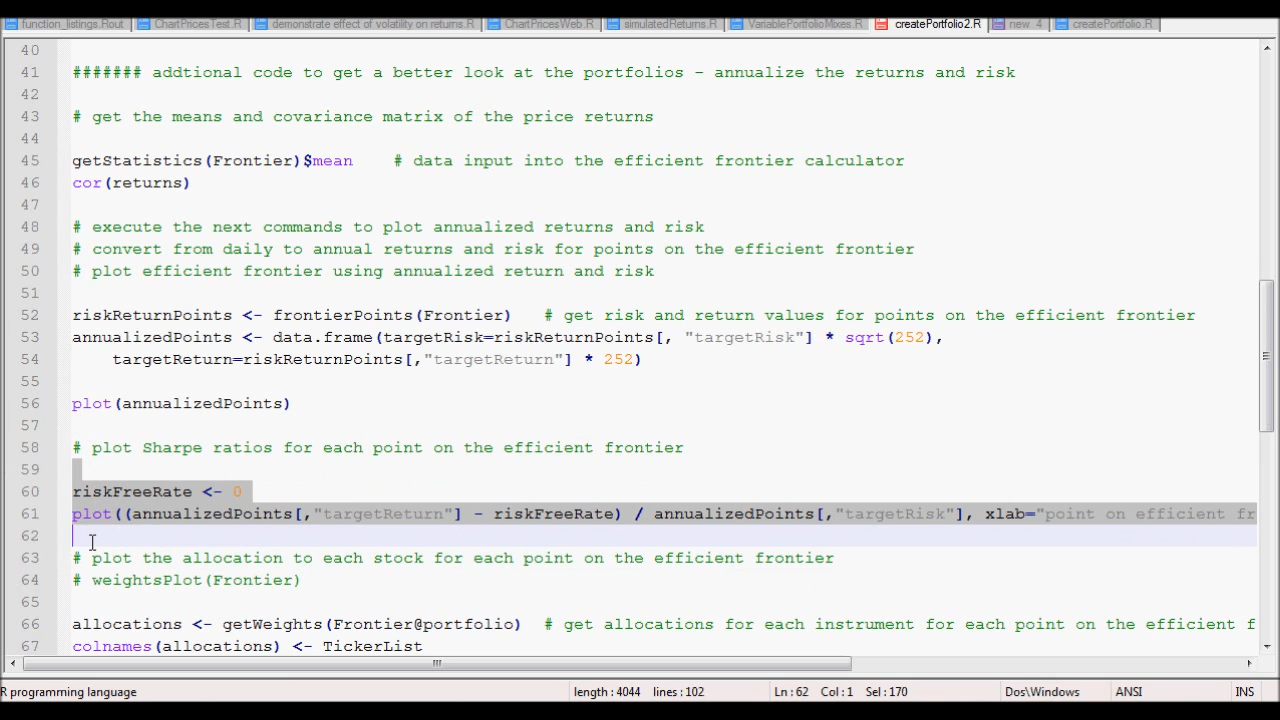 function_listings.Rout ChartPricesTest.R demonstrate effect of volatility on returns.R ChartPricesWeb.R simulatedReturns.R VariablePortfolioMixes.R createPortfolio2.R new 4 createPortfolio.R
40
41 ####### addtional code to get a better look at the portfolios - annualize the returns and risk
42
43 # get the means and covariance matrix of the price returns
44
45 getStatistics(Frontier)$mean # data input into the efficient frontier calculator
46 cor(returns)
47
48 # execute the next commands to plot annualized returns and risk
49 # convert from daily to annual returns and risk for points on the efficient frontier
50 # plot efficient frontier using annualized return and risk
51
52 riskReturnPoints <- frontierPoints(Frontier) # get risk and return values for points on the efficient frontier
53 annualizedPoints <- data.frame(targetRisk=riskReturnPoints[, "targetRisk"] * sqrt(252),
54 targetReturn=riskReturnPoints[,"targetReturn"] * 252)
55
56 plot(annualizedPoints)
57
58 # plot Sharpe ratios for each point on the efficient frontier
59
60 riskFreeRate <- 0
61 plot((annualizedPoints[,"targetReturn"] - riskFreeRate) / annualizedPoints[,"targetRisk"], xlab="point on efficient fr
62
63 # plot the allocation to each stock for each point on the efficient frontier
64 # weightsPlot(Frontier)
65
66 allocations <- getWeights(Frontier@portfolio) # get allocations for each instrument for each point on the efficient f
67 colnames(allocations) <- TickerList
R programming language length : 4044 lines : 102 Ln : 62 Col : 1 Sel : 170 Dos\Windows ANSI INS